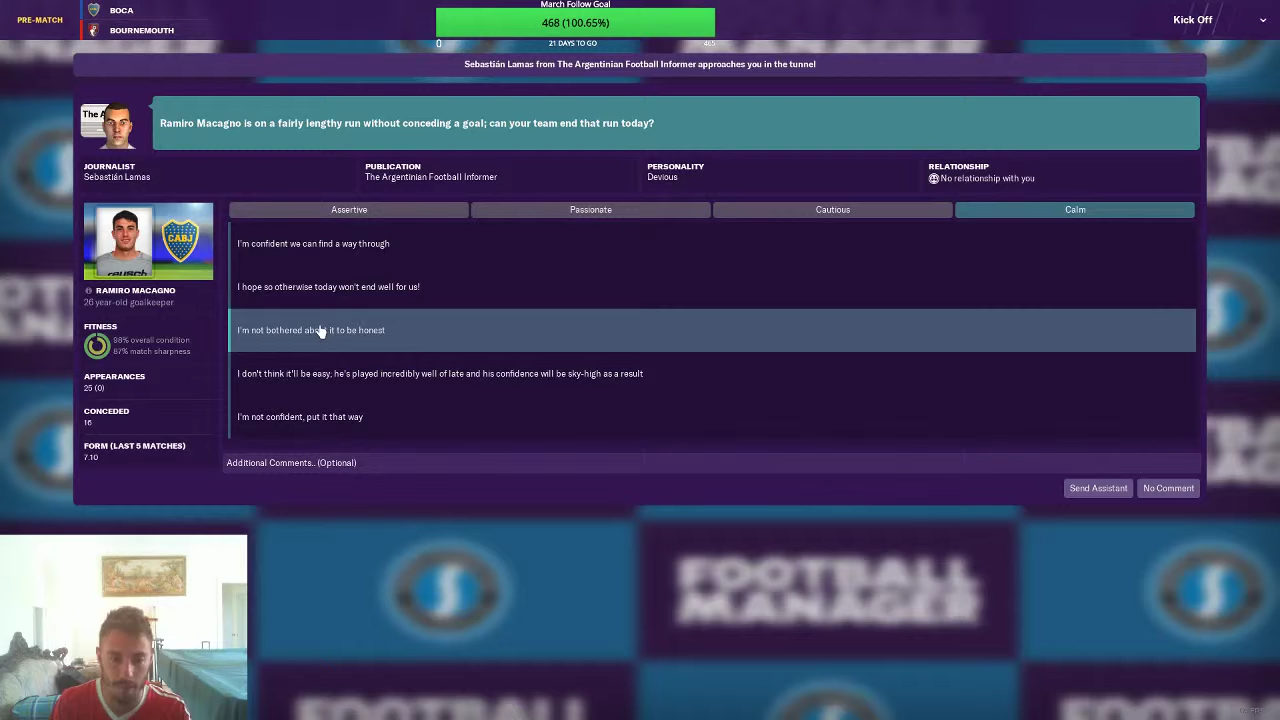 PRE-MATCH
BOCA
BOURNEMOUTH
March Follow Goal
468 (100.65%)
0
21 DAYS TO GO
465
Kick Off
Sebastián Lamas from The Argentinian Football Informer approaches you in the tunnel
The A
Ramiro Macagno is on a fairly lengthy run without conceding a goal; can your team end that run today?
JOURNALIST
Sebastián Lamas
PUBLICATION
The Argentinian Football Informer
PERSONALITY
Devious
RELATIONSHIP
No relationship with you
Assertive
Passionate
Cautious
Calm
reusch
CABJ
RAMIRO MACAGNO
26 year-old goalkeeper
FITNESS
98% overall condition
87% match sharpness
APPEARANCES
25 (0)
CONCEDED
16
FORM (LAST 5 MATCHES)
7.10
I'm confident we can find a way through
I hope so otherwise today won't end well for us!
I'm not bothered about it to be honest
I don't think it'll be easy; he's played incredibly well of late and his confidence will be sky-high as a result
I'm not confident, put it that way
Additional Comments.. (Optional)
Send Assistant
No Comment
FOOTBALL
MANAGER